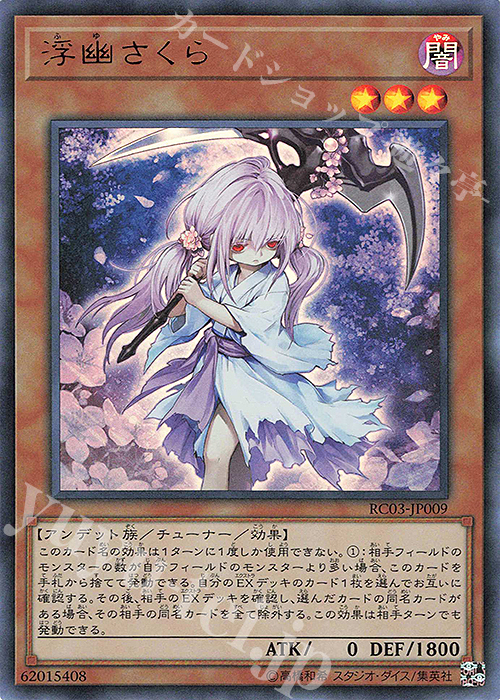 浮幽さくら
闇
RC03-JP009
【アンデット族／チューナー／効果】
このカード名の効果は1ターンに1度しか使用できない。①：相手フィールドの
モンスターの数が自分フィールドのモンスターより多い場合、このカードを
手札から捨てて発動できる。自分のEXデッキのカード1枚を選んでお互いに
確認する。その後、相手のEXデッキを確認し、選んだカードの同名カードが
ある場合、その相手の同名カードを全て除外する。この効果は相手ターンでも
発動できる。
ATK/ 0 DEF/1800
62015408
©高橋和希 スタジオ・ダイス/集英社